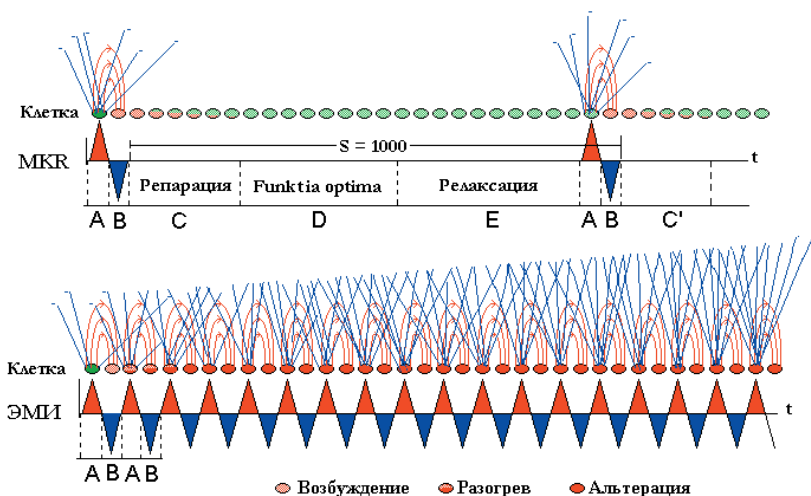 Клетка
S = 1000
MKR
t
Репарация
Funktia optima
Релаксация
A
B
C
D
E
A
B
C'
Клетка
ЭМИ
t
A
B
A
B
Возбуждение
Разогрев
Альтерация